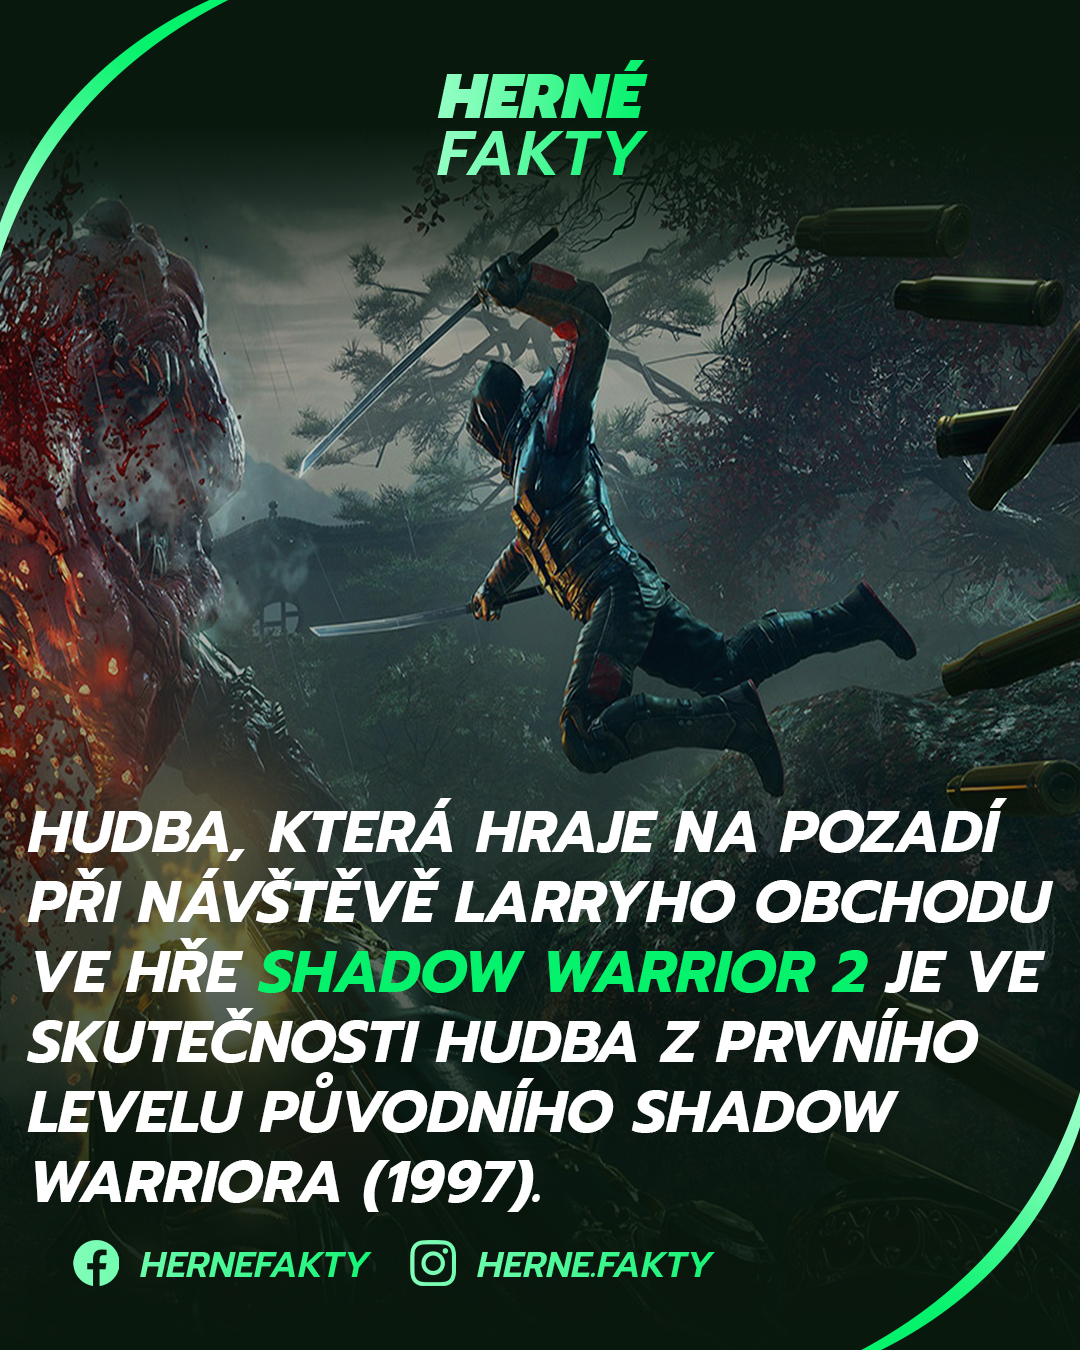 HERNÉ
FAKTY
HUDBA, KTERÁ HRAJE NA POZADÍ
PŘI NÁVŠTĚVĚ LARRYHO OBCHODU
VE HŘE SHADOW WARRIOR 2 JE VE
SKUTEČNOSTI HUDBA Z PRVNÍHO
LEVELU PŮVODNÍHO SHADOW
WARRIORA (1997).
HERNEFAKTY HERNE.FAKTY